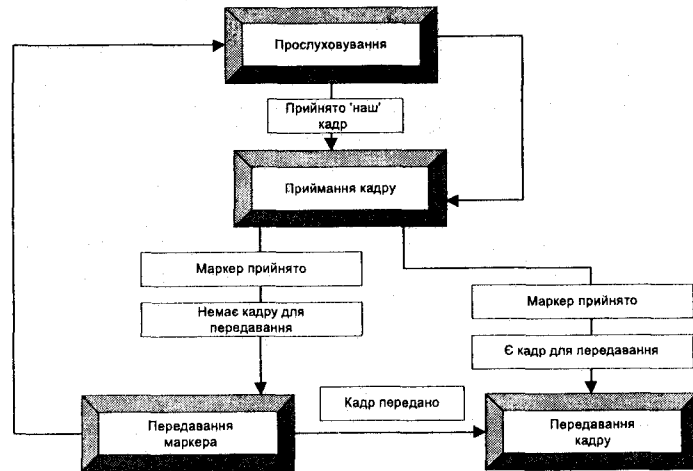 Прослуховування
Прийнято 'наш'
кадр
Приймання кадру
Маркер прийнято
Немає кадру для
передавання
Маркер прийнято
Є кадр для передавання
Кадр передано
Передавання
маркера
Передавання
кадру